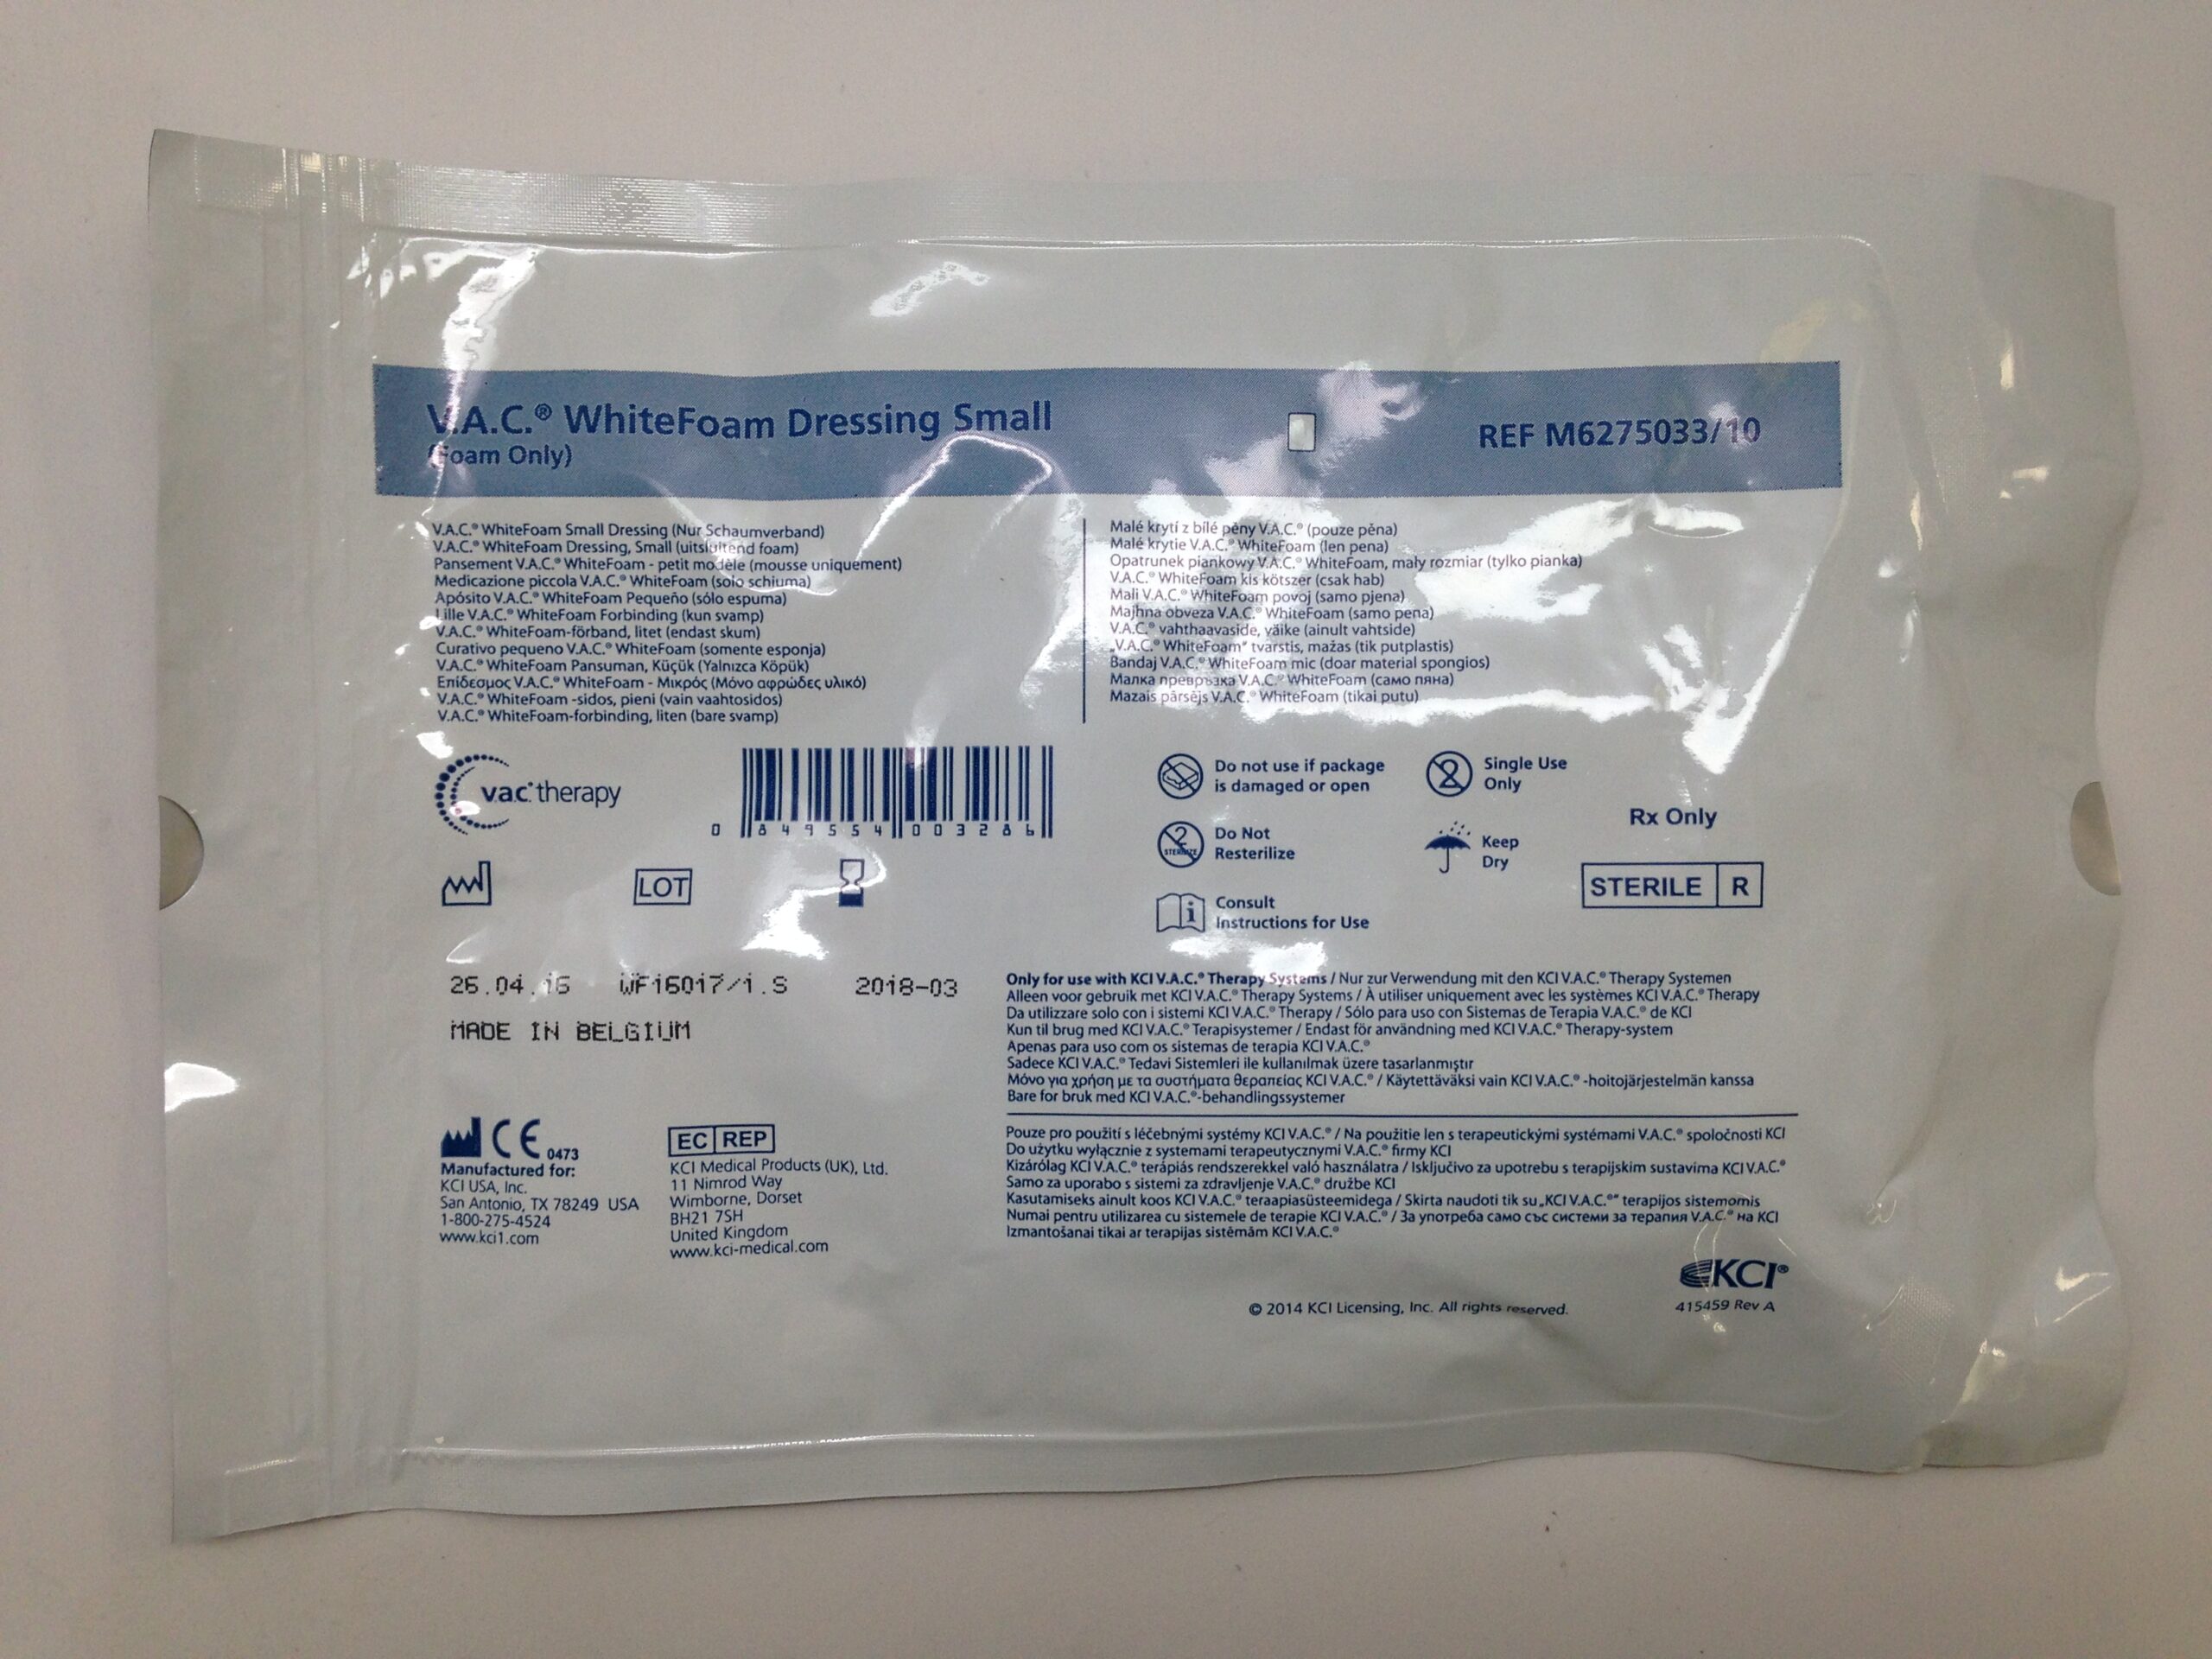 V.A.C.® WhiteFoam Dressing Small
(Foam Only)
REF M6275033/10
V.A.C.® WhiteFoam Small Dressing (Nur Schaumverband)
V.A.C.® WhiteFoam Dressing, Small (uitsluitend foam)
Pansement V.A.C.® WhiteFoam - petit modèle (mousse uniquement)
Medicazione piccola V.A.C.® WhiteFoam (solo schiuma)
Apósito V.A.C.® WhiteFoam Pequeño (sólo espuma)
Lille V.A.C.® WhiteFoam Forbinding (kun svamp)
V.A.C.® WhiteFoam-förband, litet (endast skum)
Curativo pequeno V.A.C.® WhiteFoam (somente esponja)
V.A.C.® WhiteFoam Pansuman, Küçük (Yalnızca Köpük)
Επίδεσμος V.A.C.® WhiteFoam - Μικρός (Μόνο αφρώδες υλικό)
V.A.C.® WhiteFoam -sidos, pieni (vain vaahtosidos)
V.A.C.® WhiteFoam-forbinding, liten (bare svamp)
Malé krytí z bílé pěny V.A.C.® (pouze pěna)
Malé krytie V.A.C.® WhiteFoam (len pena)
Opatrunek piankowy V.A.C.® WhiteFoam, mały rozmiar (tylko pianka)
V.A.C.® WhiteFoam kis kötszer (csak hab)
Mali V.A.C.® WhiteFoam povoj (samo pjena)
Majhna obveza V.A.C.® WhiteFoam (samo pena)
V.A.C.® vahthaavaside, väike (ainult vahtside)
„V.A.C.® WhiteFoam“ tvarstis, mažas (tik putplastis)
Bandaj V.A.C.® WhiteFoam mic (doar material spongios)
Малка превръзка V.A.C.® WhiteFoam (само пяна)
Mazais pārsējs V.A.C.® WhiteFoam (tikai putu)
v.a.c.® therapy
0 849554 003286
Do not use if package
is damaged or open
Single Use
Only
Do Not
Resterilize
Keep
Dry
Consult
Instructions for Use
Rx Only
STERILE R
LOT
26.04.16 WF16017/1.S 2018-03
MADE IN BELGIUM
Only for use with KCI V.A.C.® Therapy Systems / Nur zur Verwendung mit den KCI V.A.C.® Therapy Systemen
Alleen voor gebruik met KCI V.A.C.® Therapy Systems / À utiliser uniquement avec les systèmes KCI V.A.C.® Therapy
Da utilizzare solo con i sistemi KCI V.A.C.® Therapy / Sólo para uso con Sistemas de Terapia V.A.C.® de KCI
Kun til brug med KCI V.A.C.® Terapisystemer / Endast för användning med KCI V.A.C.® Therapy-system
Apenas para uso com os sistemas de terapia KCI V.A.C.®
Sadece KCI V.A.C.® Tedavi Sistemleri ile kullanılmak üzere tasarlanmıştır
Μόνο για χρήση με τα συστήματα θεραπείας KCI V.A.C.® / Käytettäväksi vain KCI V.A.C.® -hoitojärjestelmän kanssa
Bare for bruk med KCI V.A.C.®-behandlingssystemer
Pouze pro použití s léčebnými systémy KCI V.A.C.® / Na použitie len s terapeutickými systémami V.A.C.® spoločnosti KCI
Do użytku wyłącznie z systemami terapeutycznymi V.A.C.® firmy KCI
Kizárólag KCI V.A.C.® terápiás rendszerekkel való használatra / Isključivo za upotrebu s terapijskim sustavima KCI V.A.C.®
Samo za uporabo s sistemi za zdravljenje V.A.C.® družbe KCI
Kasutamiseks ainult koos KCI V.A.C.® teraapiasüsteemidega / Skirta naudoti tik su „KCI V.A.C.®“ terapijos sistemomis
Numai pentru utilizarea cu sistemele de terapie KCI V.A.C.® / За употреба само със системи за терапия V.A.C.® на KCI
Izmantošanai tikai ar terapijas sistēmām KCI V.A.C.®
CE 0473
Manufactured for:
KCI USA, Inc.
San Antonio, TX 78249 USA
1-800-275-4524
www.kci1.com
EC REP
KCI Medical Products (UK), Ltd.
11 Nimrod Way
Wimborne, Dorset
BH21 7SH
United Kingdom
www.kci-medical.com
KCI®
© 2014 KCI Licensing, Inc. All rights reserved.
415459 Rev A